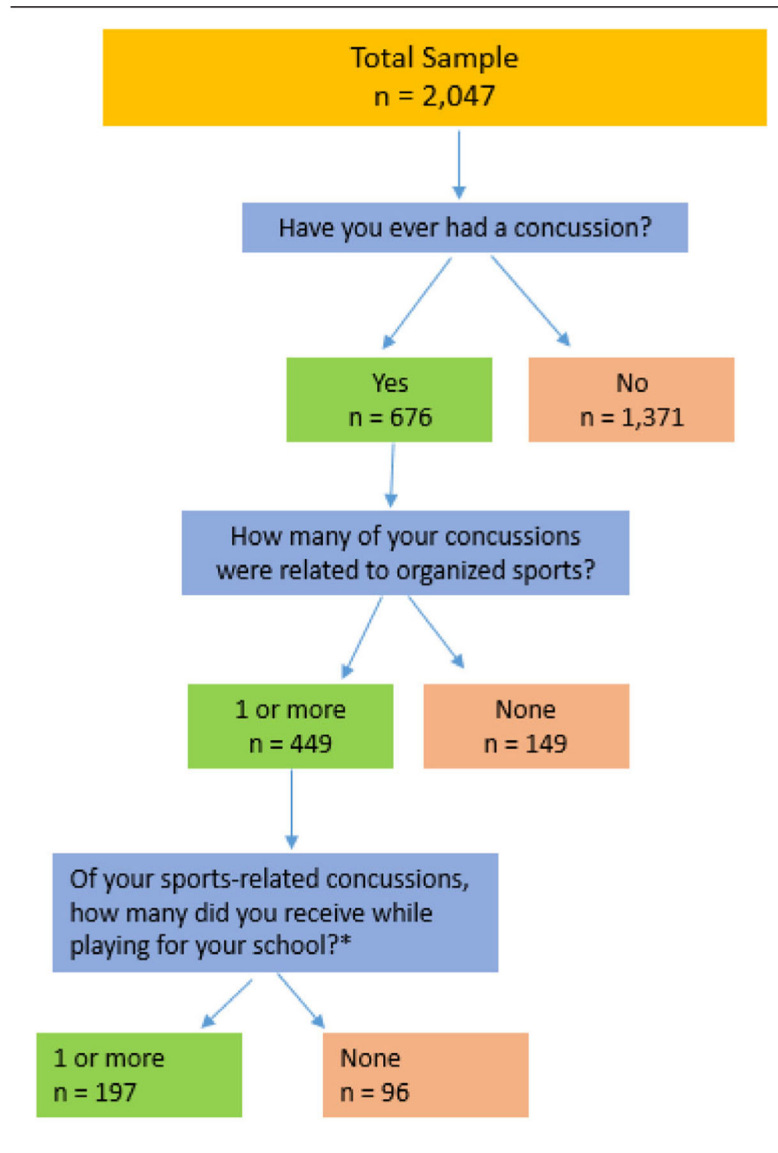 Total Sample
n = 2,047
Have you ever had a concussion?
Yes
n = 676
No
n = 1,371
How many of your concussions
were related to organized sports?
1 or more
n = 449
None
n = 149
Of your sports-related concussions,
how many did you receive while
playing for your school?*
1 or more
n = 197
None
n = 96